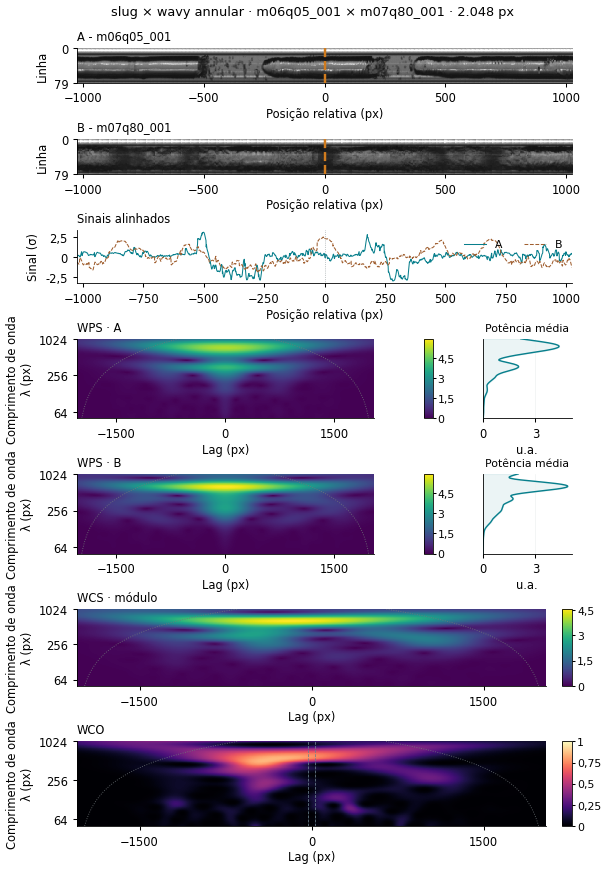 slug × wavy annular · m06q05_001 × m07q80_001 · 2.048 px
A - m06q05_001
Linha
0
79
−1000 −500 0 500 1000
Posição relativa (px)
B - m07q80_001
Linha
0
79
−1000 −500 0 500 1000
Posição relativa (px)
Sinais alinhados
Sinal (σ)
2,5
0
−2,5
A B
−1000 −750 −500 −250 0 250 500 750 1000
Posição relativa (px)
WPS · A
Comprimento de onda
λ (px)
1024
256
64
−1500 0 1500
Lag (px)
4,5
3
1,5
0
Potência média
0 3
u.a.
WPS · B
Comprimento de onda
λ (px)
1024
256
64
−1500 0 1500
Lag (px)
4,5
3
1,5
0
Potência média
0 3
u.a.
WCS · módulo
Comprimento de onda
λ (px)
1024
256
64
−1500 0 1500
Lag (px)
4,5
3
1,5
0
WCO
Comprimento de onda
λ (px)
1024
256
64
−1500 0 1500
Lag (px)
1
0,75
0,5
0,25
0